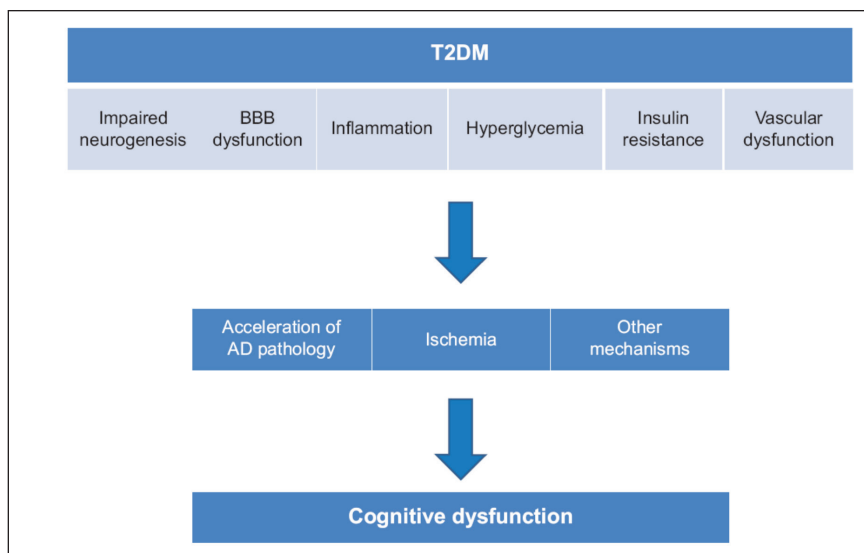 T2DM
Impaired
neurogenesis
BBB
dysfunction
Inflammation
Hyperglycemia
Insulin
resistance
Vascular
dysfunction
Acceleration of
AD pathology
Ischemia
Other
mechanisms
Cognitive dysfunction